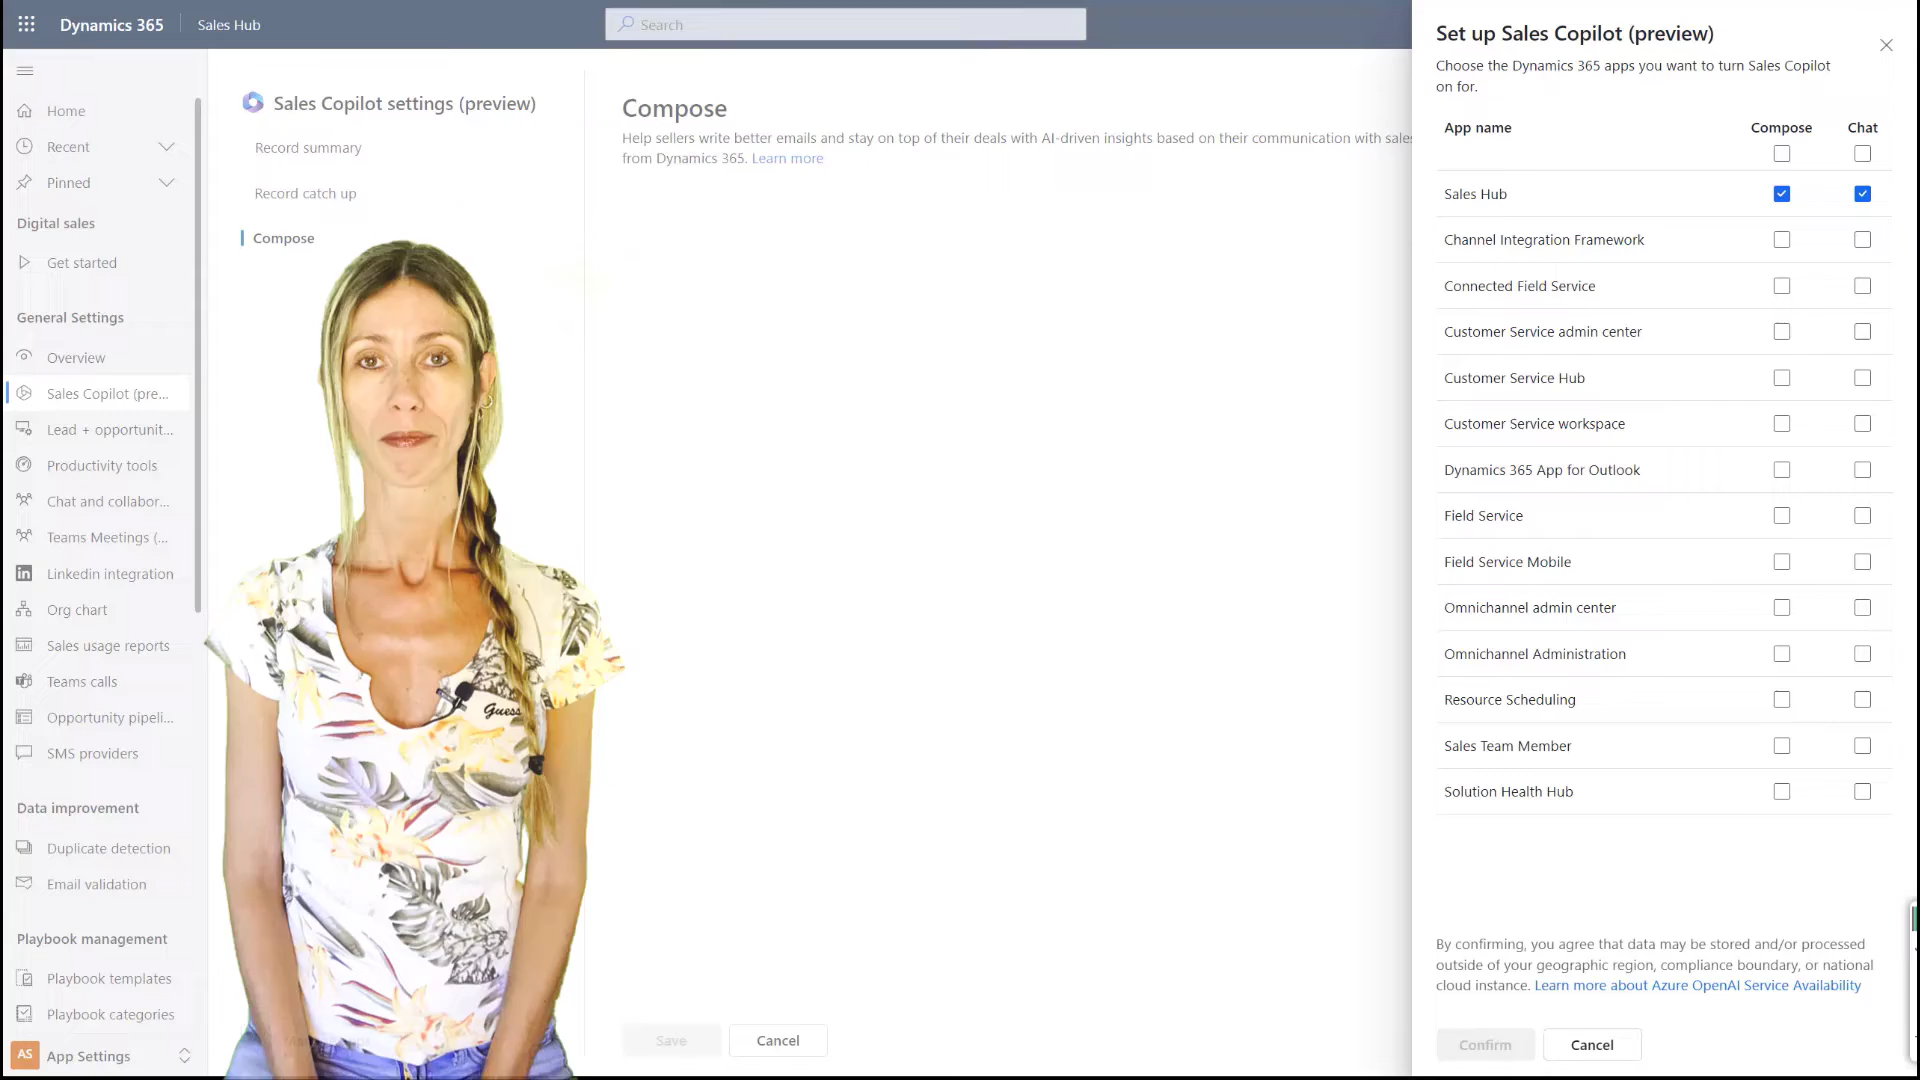 Dynamics 365
Sales Hub
Search
Home
Recent
Pinned
Digital sales
Get started
General Settings
Overview
Sales Copilot (pre...
Lead + opportunit...
Productivity tools
Chat and collabor...
Teams Meetings (...
Linkedin integration
Org chart
Sales usage reports
Teams calls
Opportunity pipeli...
SMS providers
Data improvement
Duplicate detection
Email validation
Playbook management
Playbook templates
Playbook categories
AS App Settings
Sales Copilot settings (preview)
Record summary
Record catch up
Compose
Guess
Compose
Help sellers write better emails and stay on top of their deals with AI-driven insights based on their communication with sales
from Dynamics 365. Learn more
Save Cancel
Set up Sales Copilot (preview)
Choose the Dynamics 365 apps you want to turn Sales Copilot
on for.
App name Compose Chat
Sales Hub
Channel Integration Framework
Connected Field Service
Customer Service admin center
Customer Service Hub
Customer Service workspace
Dynamics 365 App for Outlook
Field Service
Field Service Mobile
Omnichannel admin center
Omnichannel Administration
Resource Scheduling
Sales Team Member
Solution Health Hub
By confirming, you agree that data may be stored and/or processed
outside of your geographic region, compliance boundary, or national
cloud instance. Learn more about Azure OpenAI Service Availability
Confirm Cancel